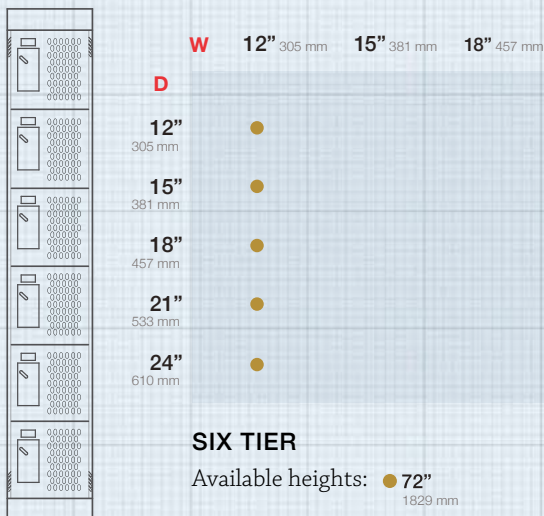 W 12” 305 mm 15” 381 mm 18” 457 mm
D
12”
305 mm
15”
381 mm
18”
457 mm
21”
533 mm
24”
610 mm
SIX TIER
Available heights: 72”
1829 mm